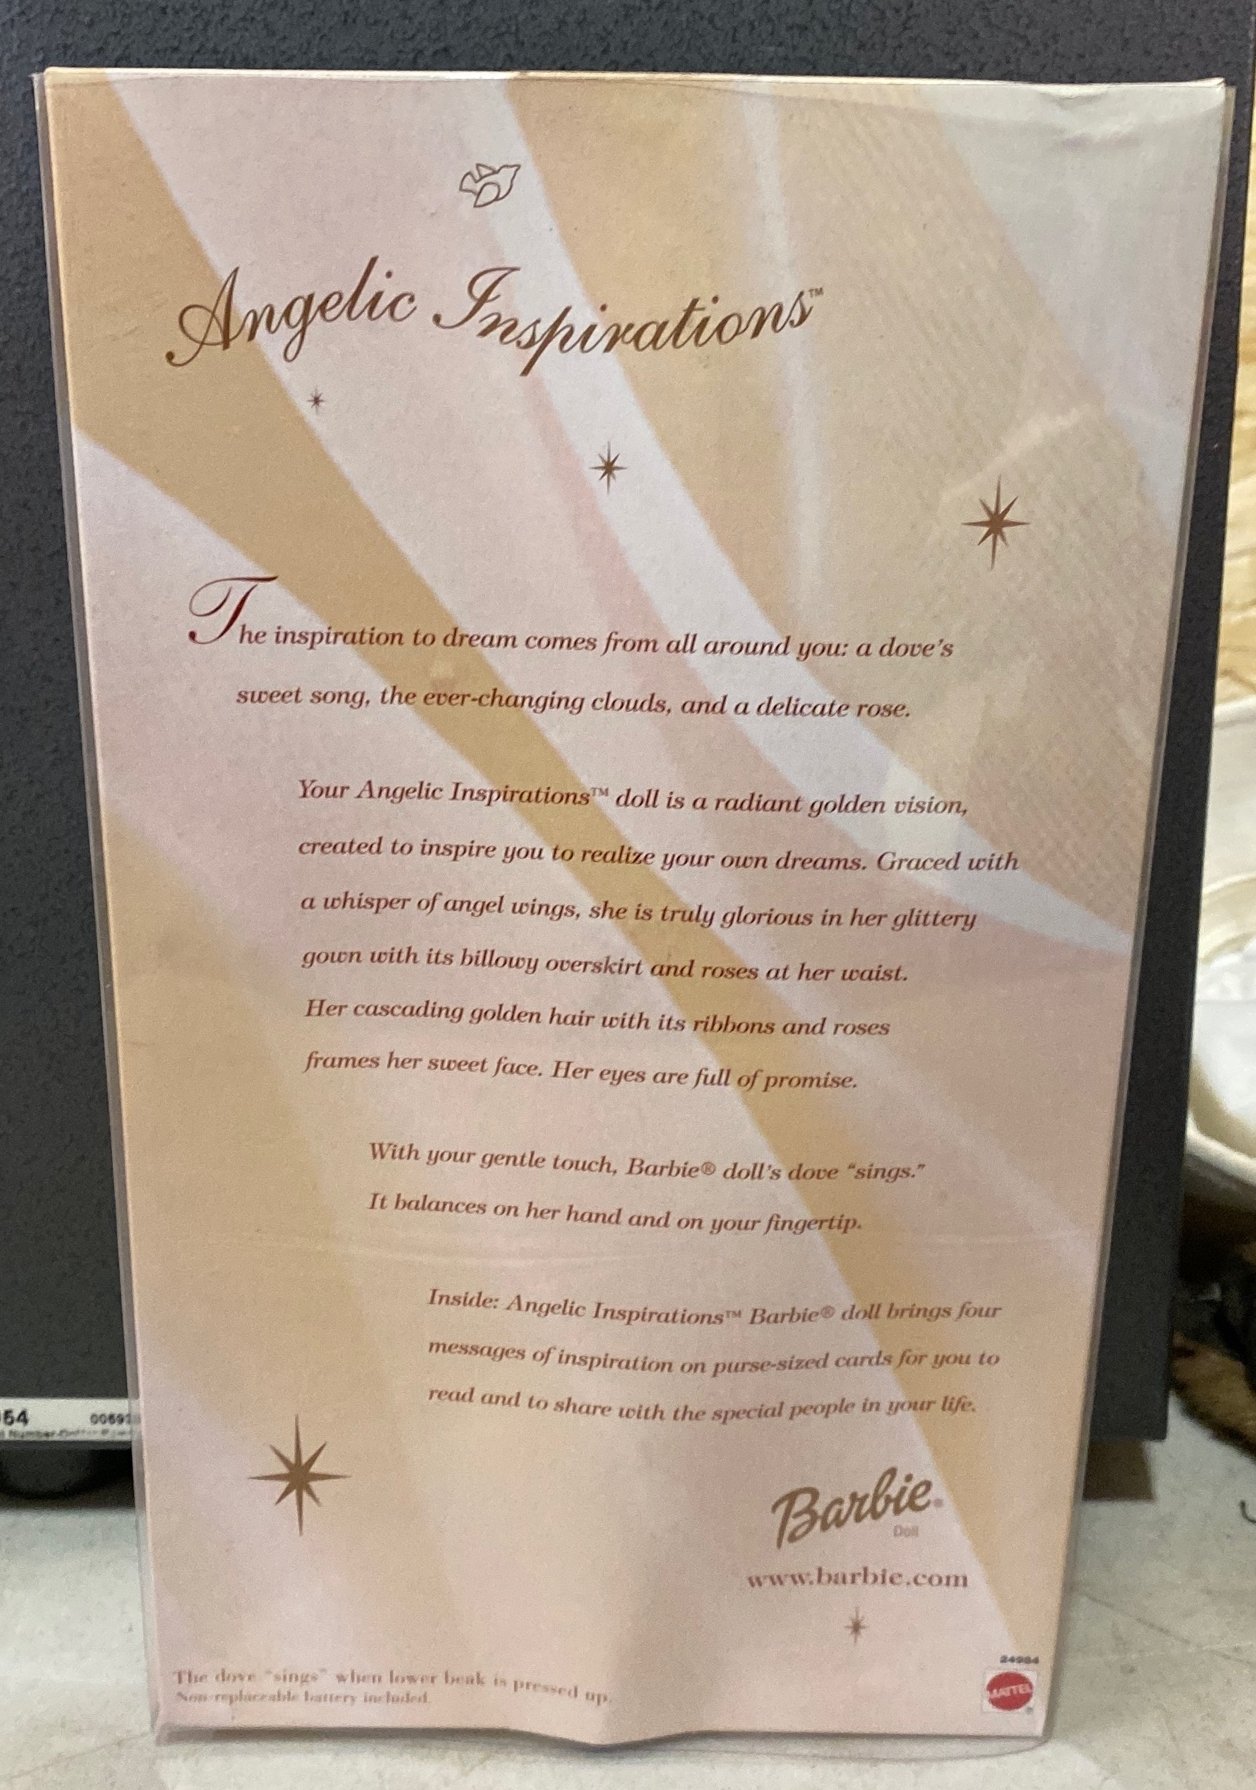 Angelic Inspirations™
The inspiration to dream comes from all around you: a dove's
sweet song, the ever-changing clouds, and a delicate rose.
Your Angelic Inspirations™ doll is a radiant golden vision,
created to inspire you to realize your own dreams. Graced with
a whisper of angel wings, she is truly glorious in her glittery
gown with its billowy overskirt and roses at her waist.
Her cascading golden hair with its ribbons and roses
frames her sweet face. Her eyes are full of promise.
With your gentle touch, Barbie® doll's dove "sings."
It balances on her hand and on your fingertip.
Inside: Angelic Inspirations™ Barbie® doll brings four
messages of inspiration on purse-sized cards for you to
read and to share with the special people in your life.
Barbie®
Doll
www.barbie.com
The dove "sings" when lower beak is pressed up.
Non-replaceable battery included.
24984
MATTEL